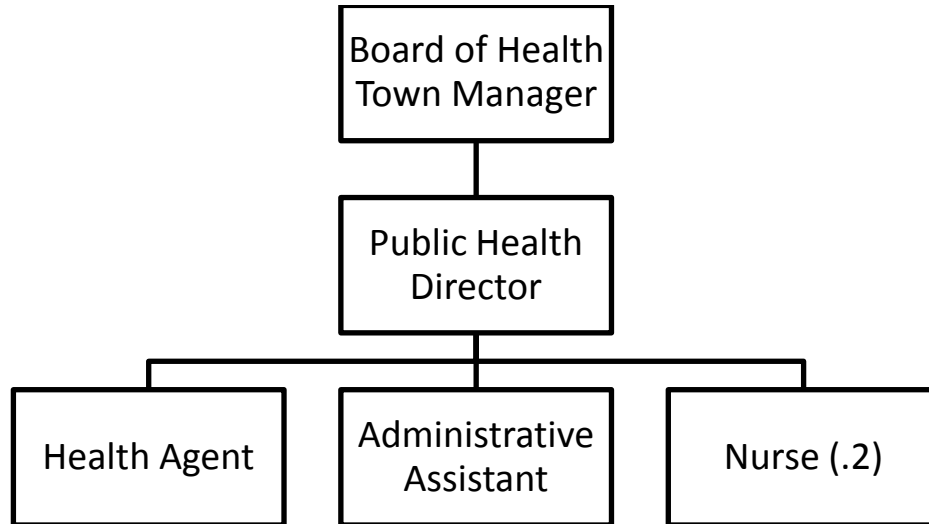 Board of Health
Town Manager
Public Health
Director
Health Agent
Administrative
Assistant
Nurse (.2)